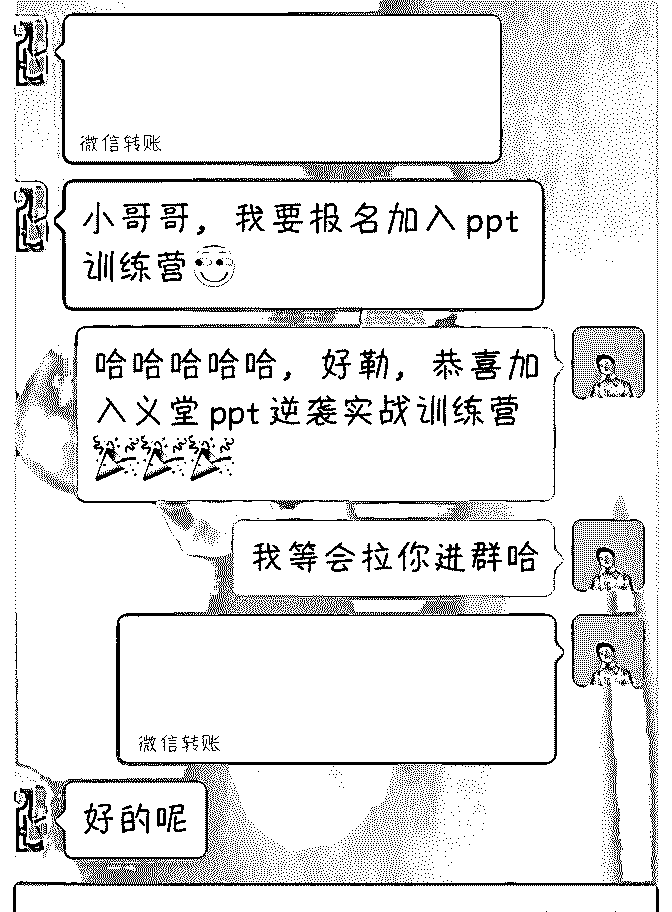 微信转账
小哥哥，我要报名加入ppt
训练营
哈哈哈哈哈，好勒，恭喜加
入义堂ppt逆袭实战训练营
我等会拉你进群哈
微信转账
好的呢